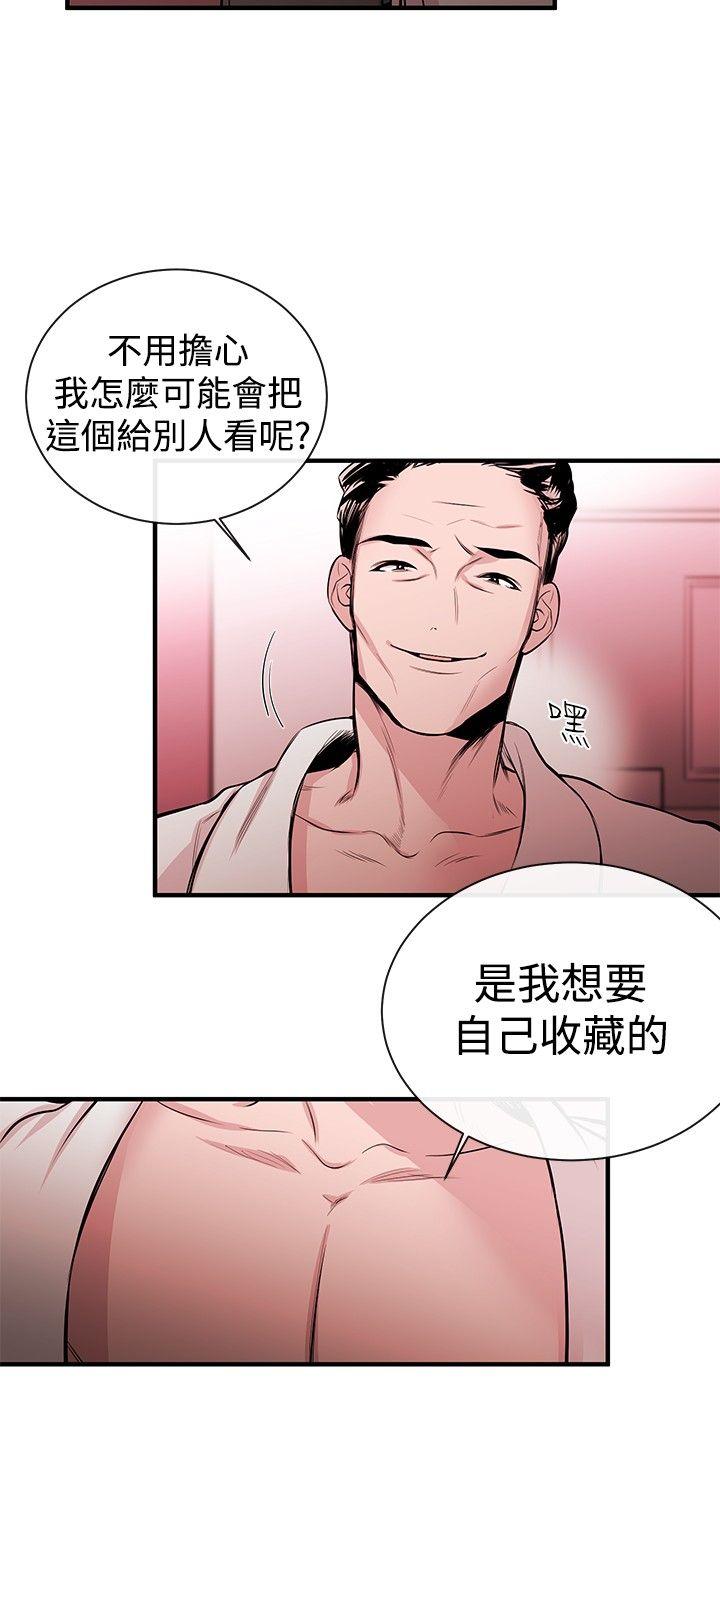 不用擔心
我怎麼可能會把
這個給別人看呢?
嘿
是我想要
自己收藏的